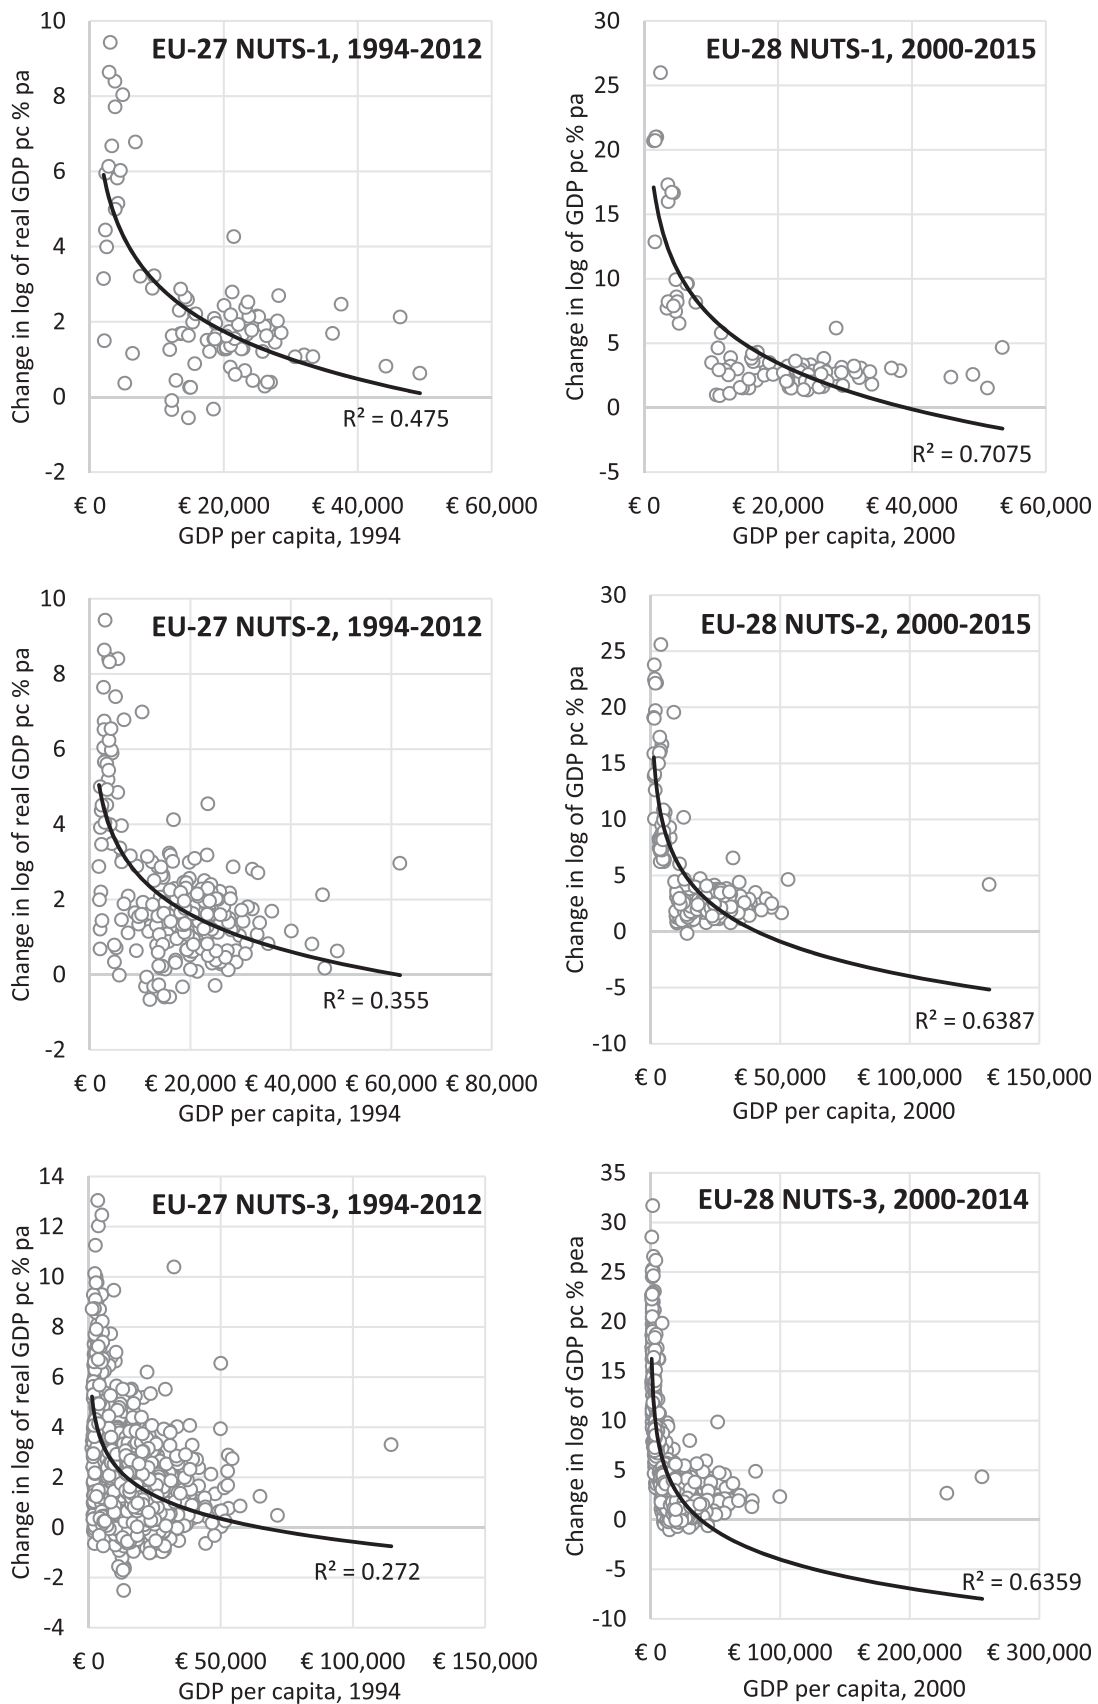 EU-27 NUTS-1, 1994-2012
Change in log of real GDP pc % pa
10
8
6
4
2
0
-2
R² = 0.475
€ 0 € 20,000 € 40,000 € 60,000
GDP per capita, 1994
EU-28 NUTS-1, 2000-2015
Change in log of GDP pc % pa
30
25
20
15
10
5
0
-5
R² = 0.7075
€ 0 € 20,000 € 40,000 € 60,000
GDP per capita, 2000
EU-27 NUTS-2, 1994-2012
Change in log of real GDP pc % pa
10
8
6
4
2
0
-2
R² = 0.355
€ 0 € 20,000 € 40,000 € 60,000 € 80,000
GDP per capita, 1994
EU-28 NUTS-2, 2000-2015
Change in log of GDP pc % pa
30
25
20
15
10
5
0
-5
-10
R² = 0.6387
€ 0 € 50,000 € 100,000 € 150,000
GDP per capita, 2000
EU-27 NUTS-3, 1994-2012
Change in log of real GDP pc % pa
14
12
10
8
6
4
2
0
-2
-4
R² = 0.272
€ 0 € 50,000 € 100,000 € 150,000
GDP per capita, 1994
EU-28 NUTS-3, 2000-2014
Change in log of GDP pc % pea
35
30
25
20
15
10
5
0
-5
-10
R² = 0.6359
€ 0 € 100,000 € 200,000 € 300,000
GDP per capita, 2000